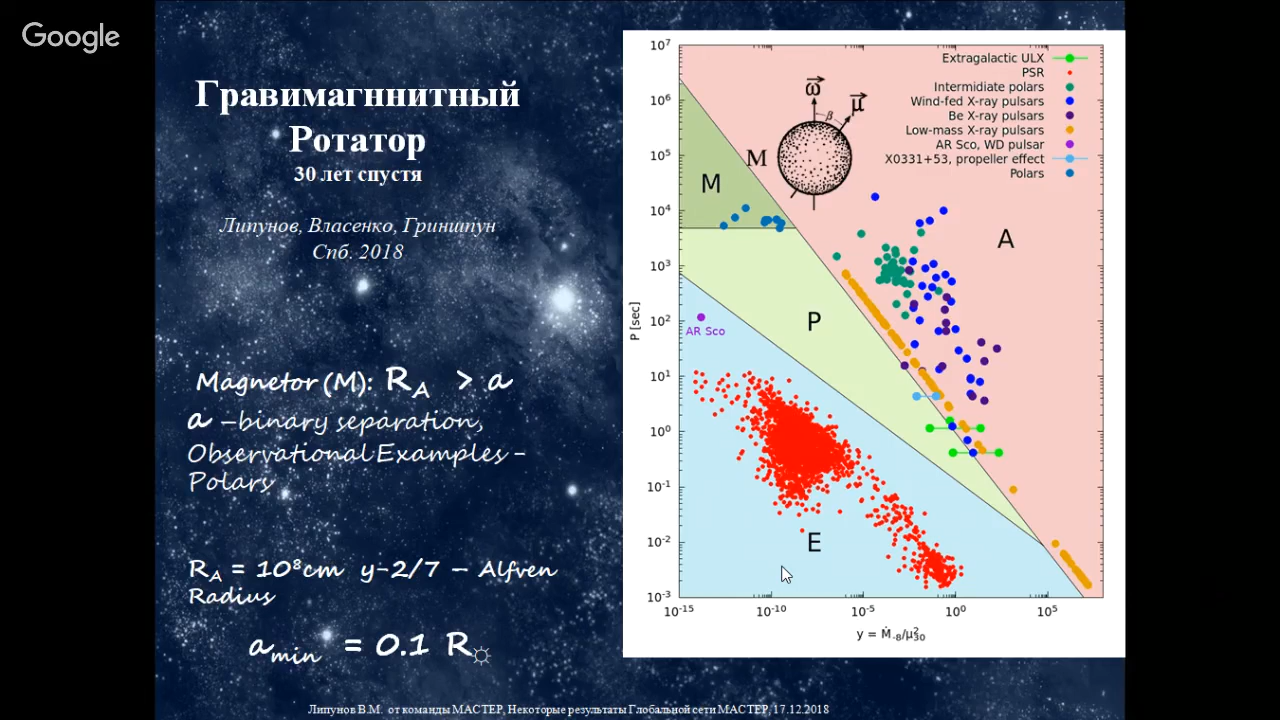 Google
Гравимагннитный
Ротатор
30 лет спустя
Липунов, Власенко, Гриншпун
Спб. 2018
Magnetor (M): R_A > a
a –binary separation,
Observational Examples –
Polars
R_A = 10⁸cm y-2/7 – Alfven
Radius
a_min = 0.1 R☼
Extragalactic ULX
PSR
Intermediate polars
Wind-fed X-ray pulsars
Be X-ray pulsars
Low-mass X-ray pulsars
AR Sco, WD pulsar
X0331+53, propeller effect
Polars
ω
μ
β
M
M
A
P
AR Sco
E
P [sec]
10⁷
10⁶
10⁵
10⁴
10³
10²
10¹
10⁰
10⁻¹
10⁻²
10⁻³
10⁻¹⁵ 10⁻¹⁰ 10⁻⁵ 10⁰ 10⁵
y = Ṁ₋₈/μ²₃₀
Липунов В.М. от команды МАСТЕР, Некоторые результаты Глобальной сети МАСТЕР, 17.12.2018